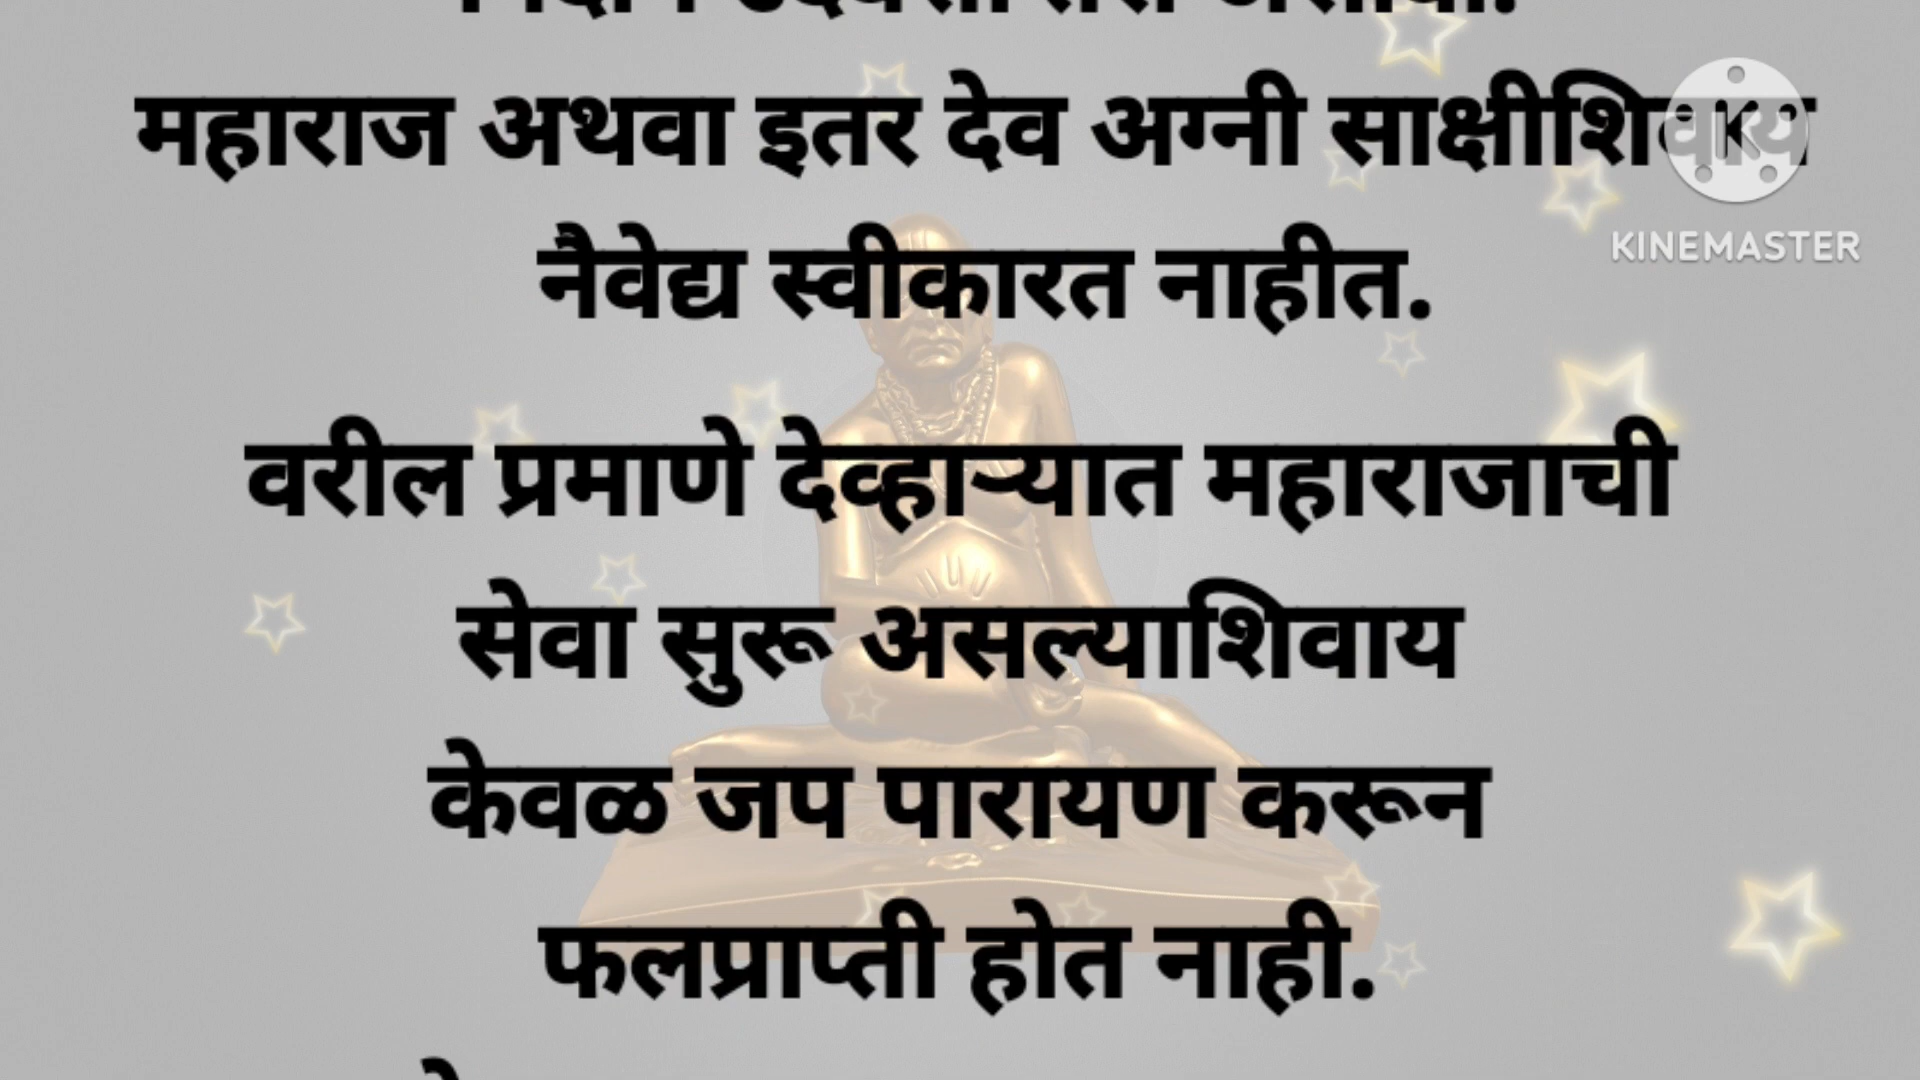 महाराज अथवा इतर देव अग्नी साक्षीशिवाय
KINEMASTER
नैवेद्य स्वीकारत नाहीत.
वरील प्रमाणे देव्हाऱ्यात महाराजाची
सेवा सुरू असल्याशिवाय
केवळ जप पारायण करून
फलप्राप्ती होत नाही.